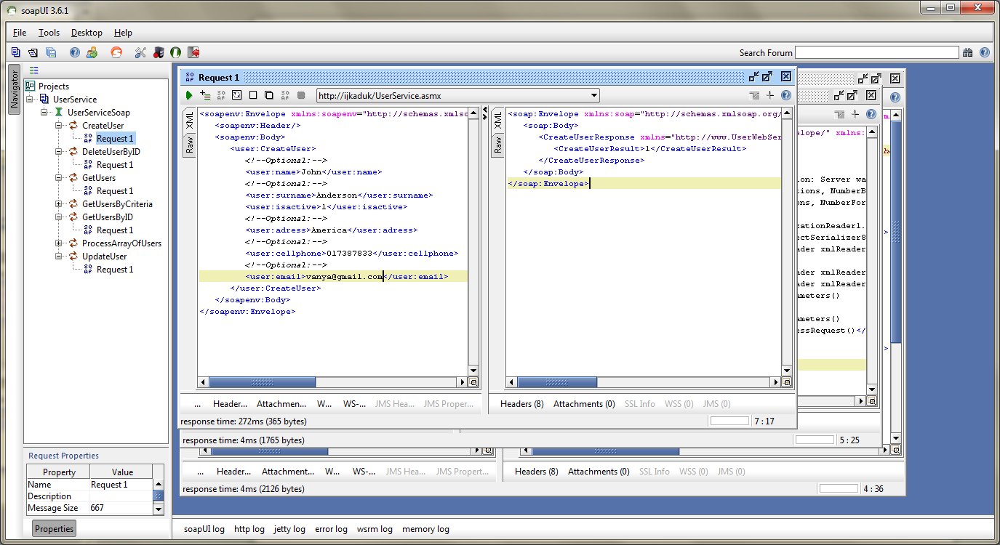 soapUI 3.6.1
File Tools Desktop Help
Search Forum
Navigator
Projects
UserService
UserServiceSoap
CreateUser
Request 1
DeleteUserByID
Request 1
GetUsers
Request 1
GetUsersByCriteria
GetUsersByID
Request 1
ProcessArrayOfUsers
UpdateUser
Request 1
Request Properties
Property Value
Name Request 1
Description
Message Size 667
Properties
Request 1
http://ijkaduk/UserService.asmx
XML
Raw
<soapenv:Envelope xmlns:soapenv="http://schemas.xmlso
<soapenv:Header/>
<soapenv:Body>
<user:CreateUser>
<!--Optional:-->
<user:name>John</user:name>
<!--Optional:-->
<user:surname>Anderson</user:surname>
<user:isactive>1</user:isactive>
<!--Optional:-->
<user:adress>America</user:adress>
<!--Optional:-->
<user:cellphone>017387833</user:cellphone>
<!--Optional:-->
<user:email>vanya@gmail.com</user:email>
</user:CreateUser>
</soapenv:Body>
</soapenv:Envelope>
XML
Raw
<soap:Envelope xmlns:soap="http://schemas.xmlsoap.org/
<soap:Body>
<CreateUserResponse xmlns="http://www.UserWebSer
<CreateUserResult>1</CreateUserResult>
</CreateUserResponse>
</soap:Body>
</soap:Envelope>
elope/" xmlns:
ion: Server wa
tions, NumberB
ons, NumberFor
zationReader1.
ectSerializer8
ader xmlReader
ader xmlReader
ader xmlReader
ameters()
ameters()
essRequest()</
... Header... Attachmen... W... WS-... JMS Hea... JMS Proper...
Headers (8) Attachments (0) SSL Info WSS (0) JMS (0)
response time: 272ms (365 bytes) 7 : 17
response time: 4ms (1765 bytes) 5 : 25
... Header... Attachment... W... WS-... JMS Hea... JMS Propert...
Headers (8) Attachments (0) SSL Info WSS (0) JMS (0)
response time: 4ms (2126 bytes) 4 : 36
soapUI log http log jetty log error log wsrm log memory log